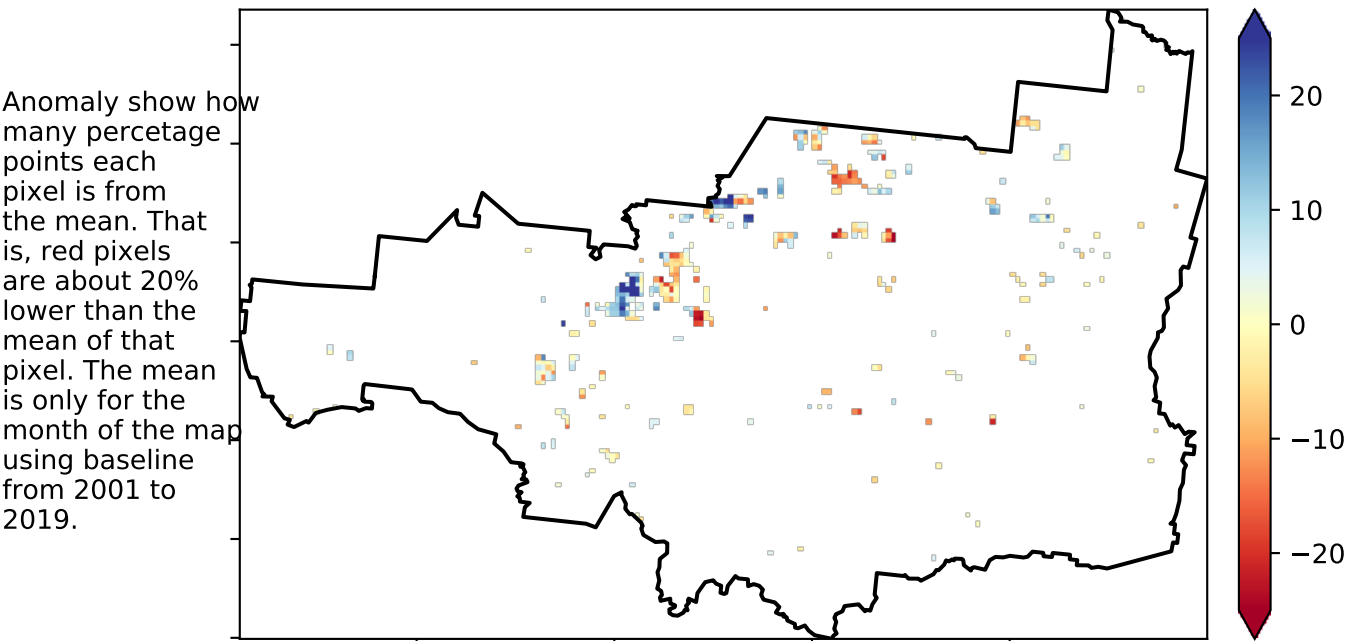 Anomaly show how
many percetage
points each
pixel is from
the mean. That
is, red pixels
are about 20%
lower than the
mean of that
pixel. The mean
is only for the
month of the map
using baseline
from 2001 to
2019.
20
10
0
−10
−20